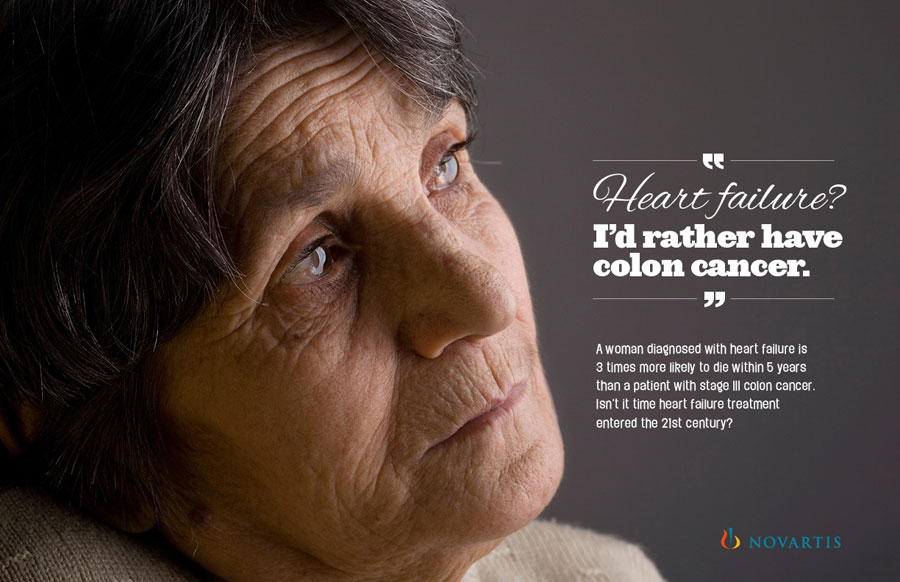 “
Heart failure?
I’d rather have
colon cancer.
”
A woman diagnosed with heart failure is
3 times more likely to die within 5 years
than a patient with stage III colon cancer.
Isn’t it time heart failure treatment
entered the 21st century?
NOVARTIS